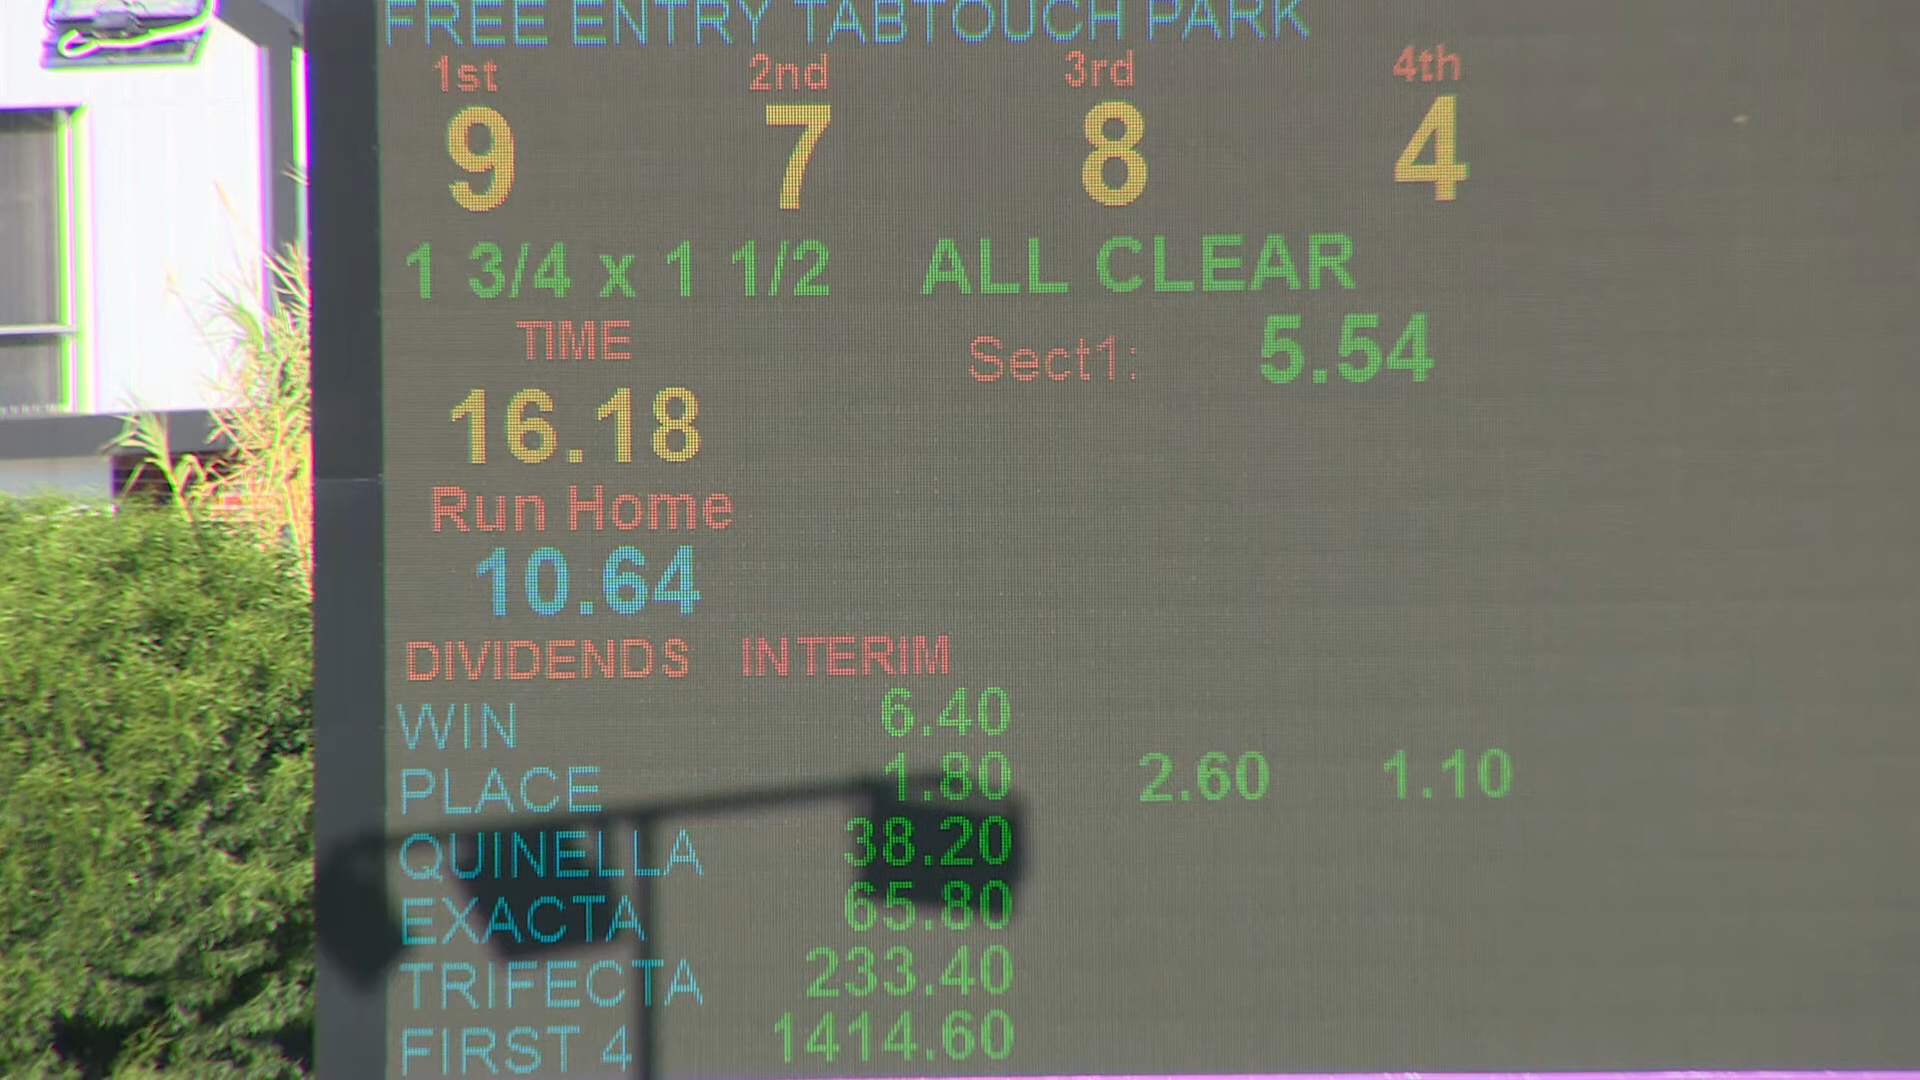 FREE ENTRY TABTOUCH PARK
1st 2nd 3rd 4th
9 7 8 4
1 3/4 x 1 1/2 ALL CLEAR
TIME Sect1: 5.54
16.18
Run Home
10.64
DIVIDENDS INTERIM
WIN 6.40
PLACE 1.80 2.60 1.10
QUINELLA 38.20
EXACTA 65.80
TRIFECTA 233.40
FIRST 4 1414.60